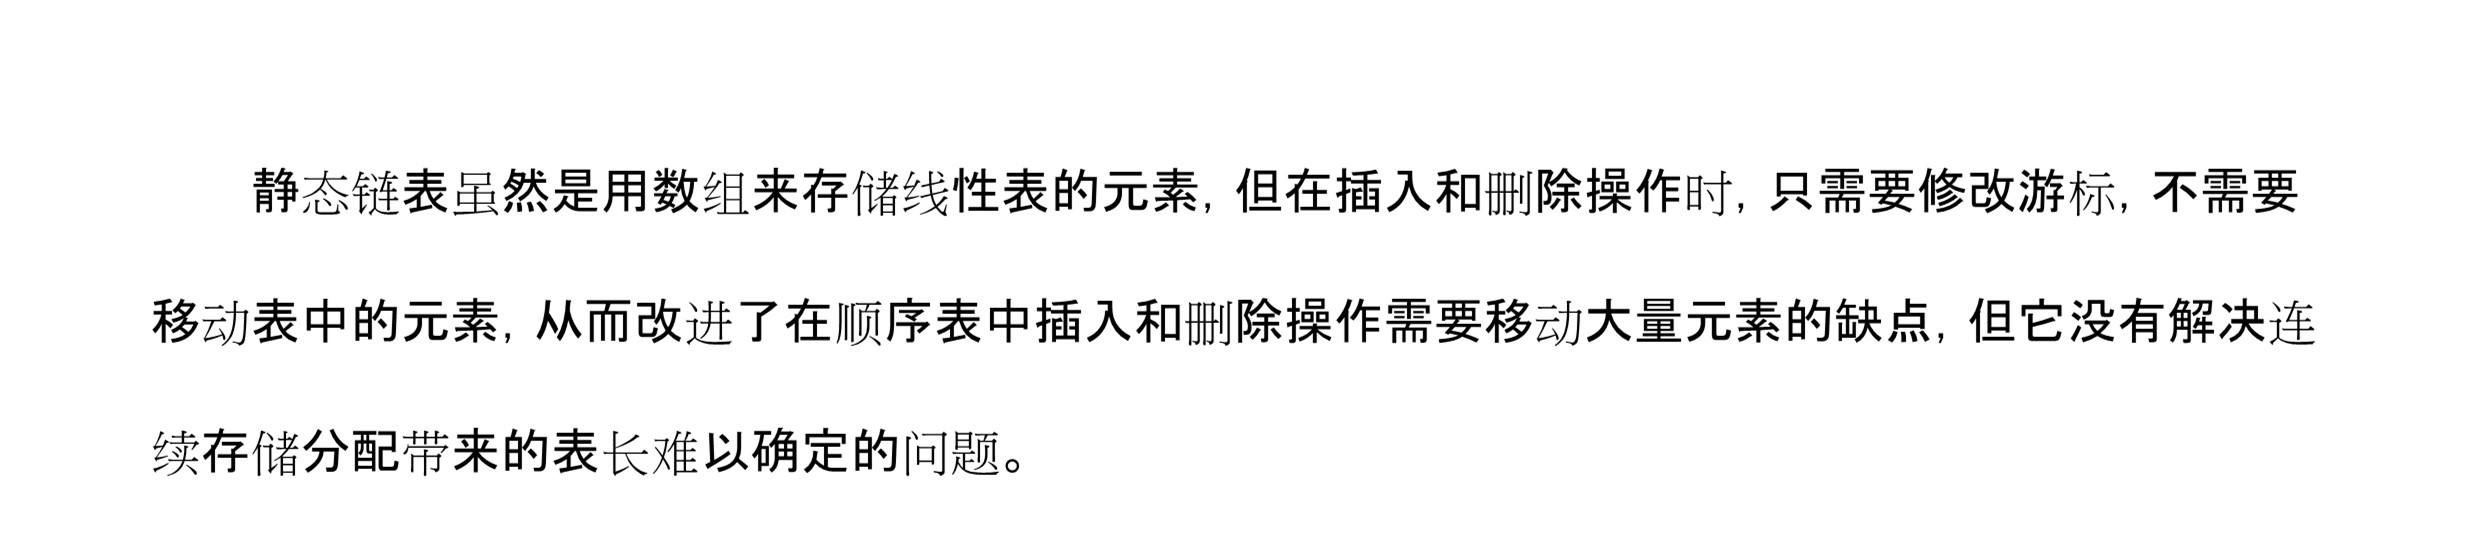 静态链表虽然是用数组来存储线性表的元素，但在插入和删除操作时，只需要修改游标，不需要
移动表中的元素，从而改进了在顺序表中插入和删除操作需要移动大量元素的缺点，但它没有解决连
续存储分配带来的表长难以确定的问题。